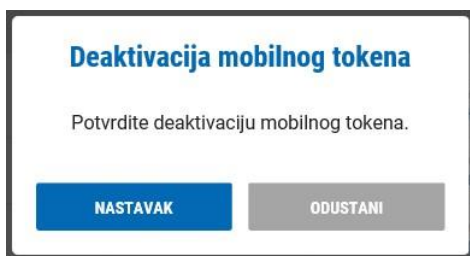 Deaktivacija mobilnog tokena
Potvrdite deaktivaciju mobilnog tokena.
NASTAVAK
ODUSTANI